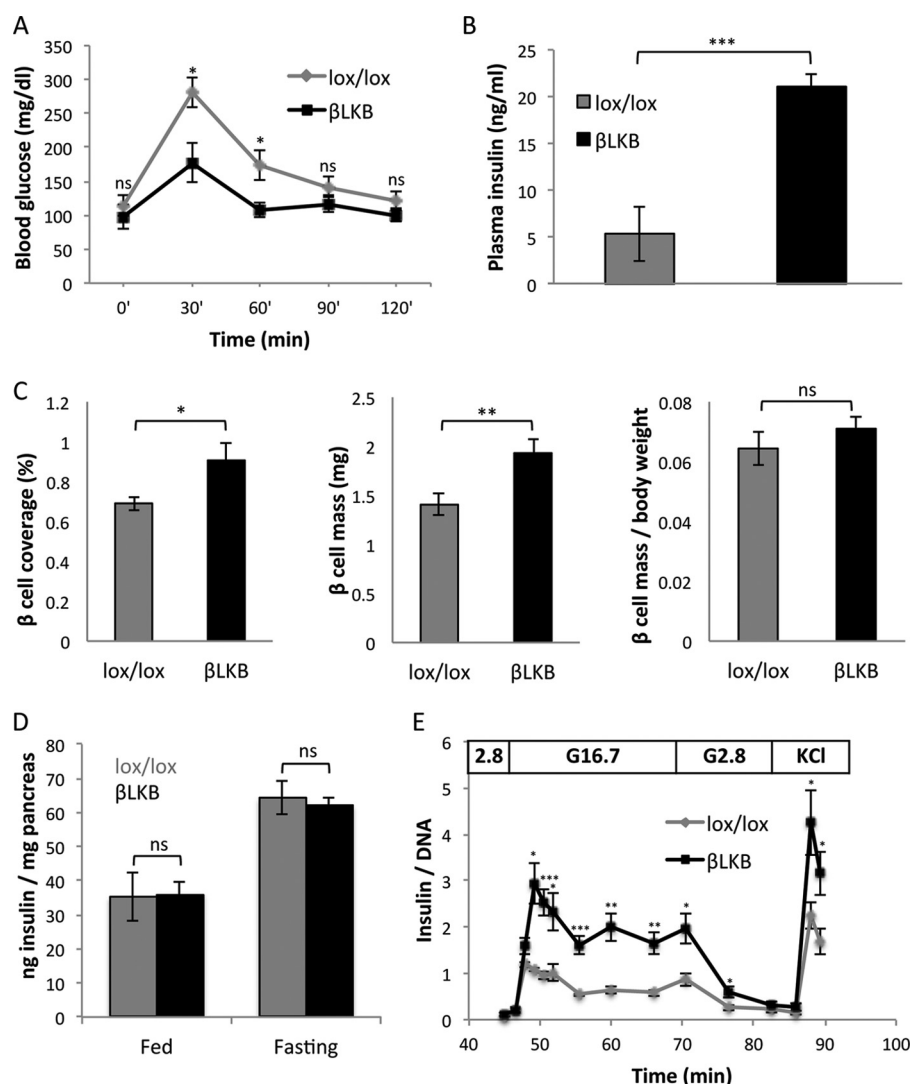 A
350
300
250
200
150
100
50
0
Blood glucose (mg/dl)
ns
*
*
ns
ns
lox/lox
βLKB
0'
30'
60'
90'
120'
Time (min)
B
25
20
15
10
5
0
Plasma insulin (ng/ml)
***
lox/lox
βLKB
C
1.2
1
0.8
0.6
0.4
0.2
0
β cell coverage (%)
*
lox/lox
βLKB
2.5
2
1.5
1
0.5
0
β cell mass (mg)
**
lox/lox
βLKB
0.08
0.06
0.04
0.02
0
β cell mass / body weight
ns
lox/lox
βLKB
D
80
70
60
50
40
30
20
10
0
ng insulin / mg pancreas
lox/lox
βLKB
ns
ns
Fed
Fasting
E
2.8
G16.7
G2.8
KCl
6
5
4
3
2
1
0
Insulin / DNA
lox/lox
βLKB
*
***
*
***
**
**
*
*
*
*
40
50
60
70
80
90
100
Time (min)